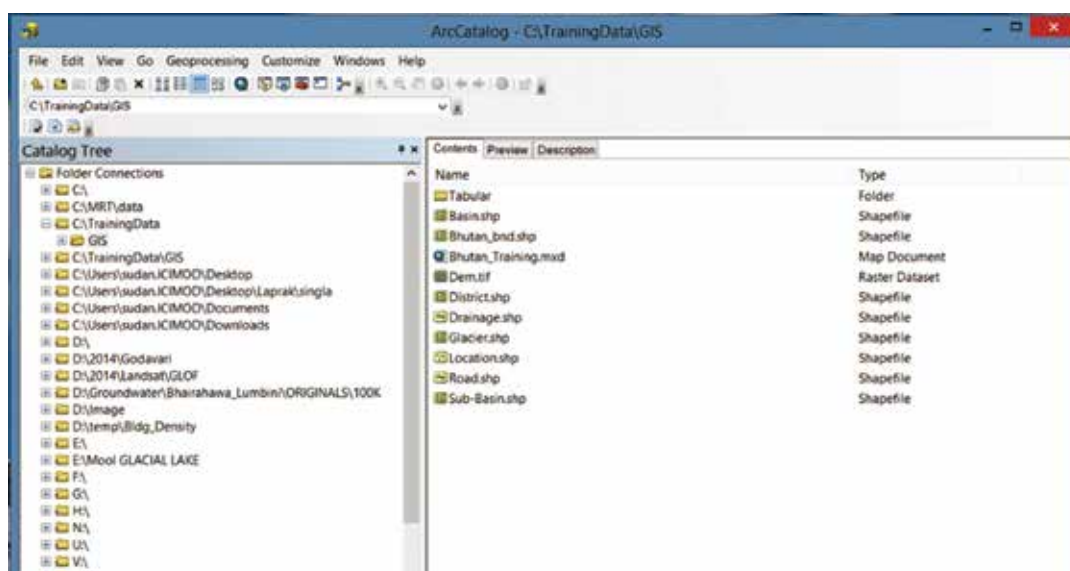 ArcCatalog - C:\TrainingData\GIS
File Edit View Go Geoprocessing Customize Windows Help
C:\TrainingData\GIS
Catalog Tree
Folder Connections
C:\
C:\MRT\data
C:\TrainingData
GIS
C:\TrainingData\GIS
C:\Users\sudan.ICIMOD\Desktop
C:\Users\sudan.ICIMOD\Desktop\Laprak\singla
C:\Users\sudan.ICIMOD\Documents
C:\Users\sudan.ICIMOD\Downloads
D:\
D:\2014\Godavari
D:\2014\Landsat\GLOF
D:\Groundwater\Bhairahawa_Lumbini\ORIGINALS\100K
D:\Image
D:\temp\Bldg_Density
E:\
E:\Mool GLACIAL LAKE
F:\
G:\
H:\
N:\
U:\
V:\
Contents Preview Description
Name Type
Tabular Folder
Basin.shp Shapefile
Bhutan_bnd.shp Shapefile
Bhutan_Training.mxd Map Document
Dem.tif Raster Dataset
District.shp Shapefile
Drainage.shp Shapefile
Glacier.shp Shapefile
Location.shp Shapefile
Road.shp Shapefile
Sub-Basin.shp Shapefile